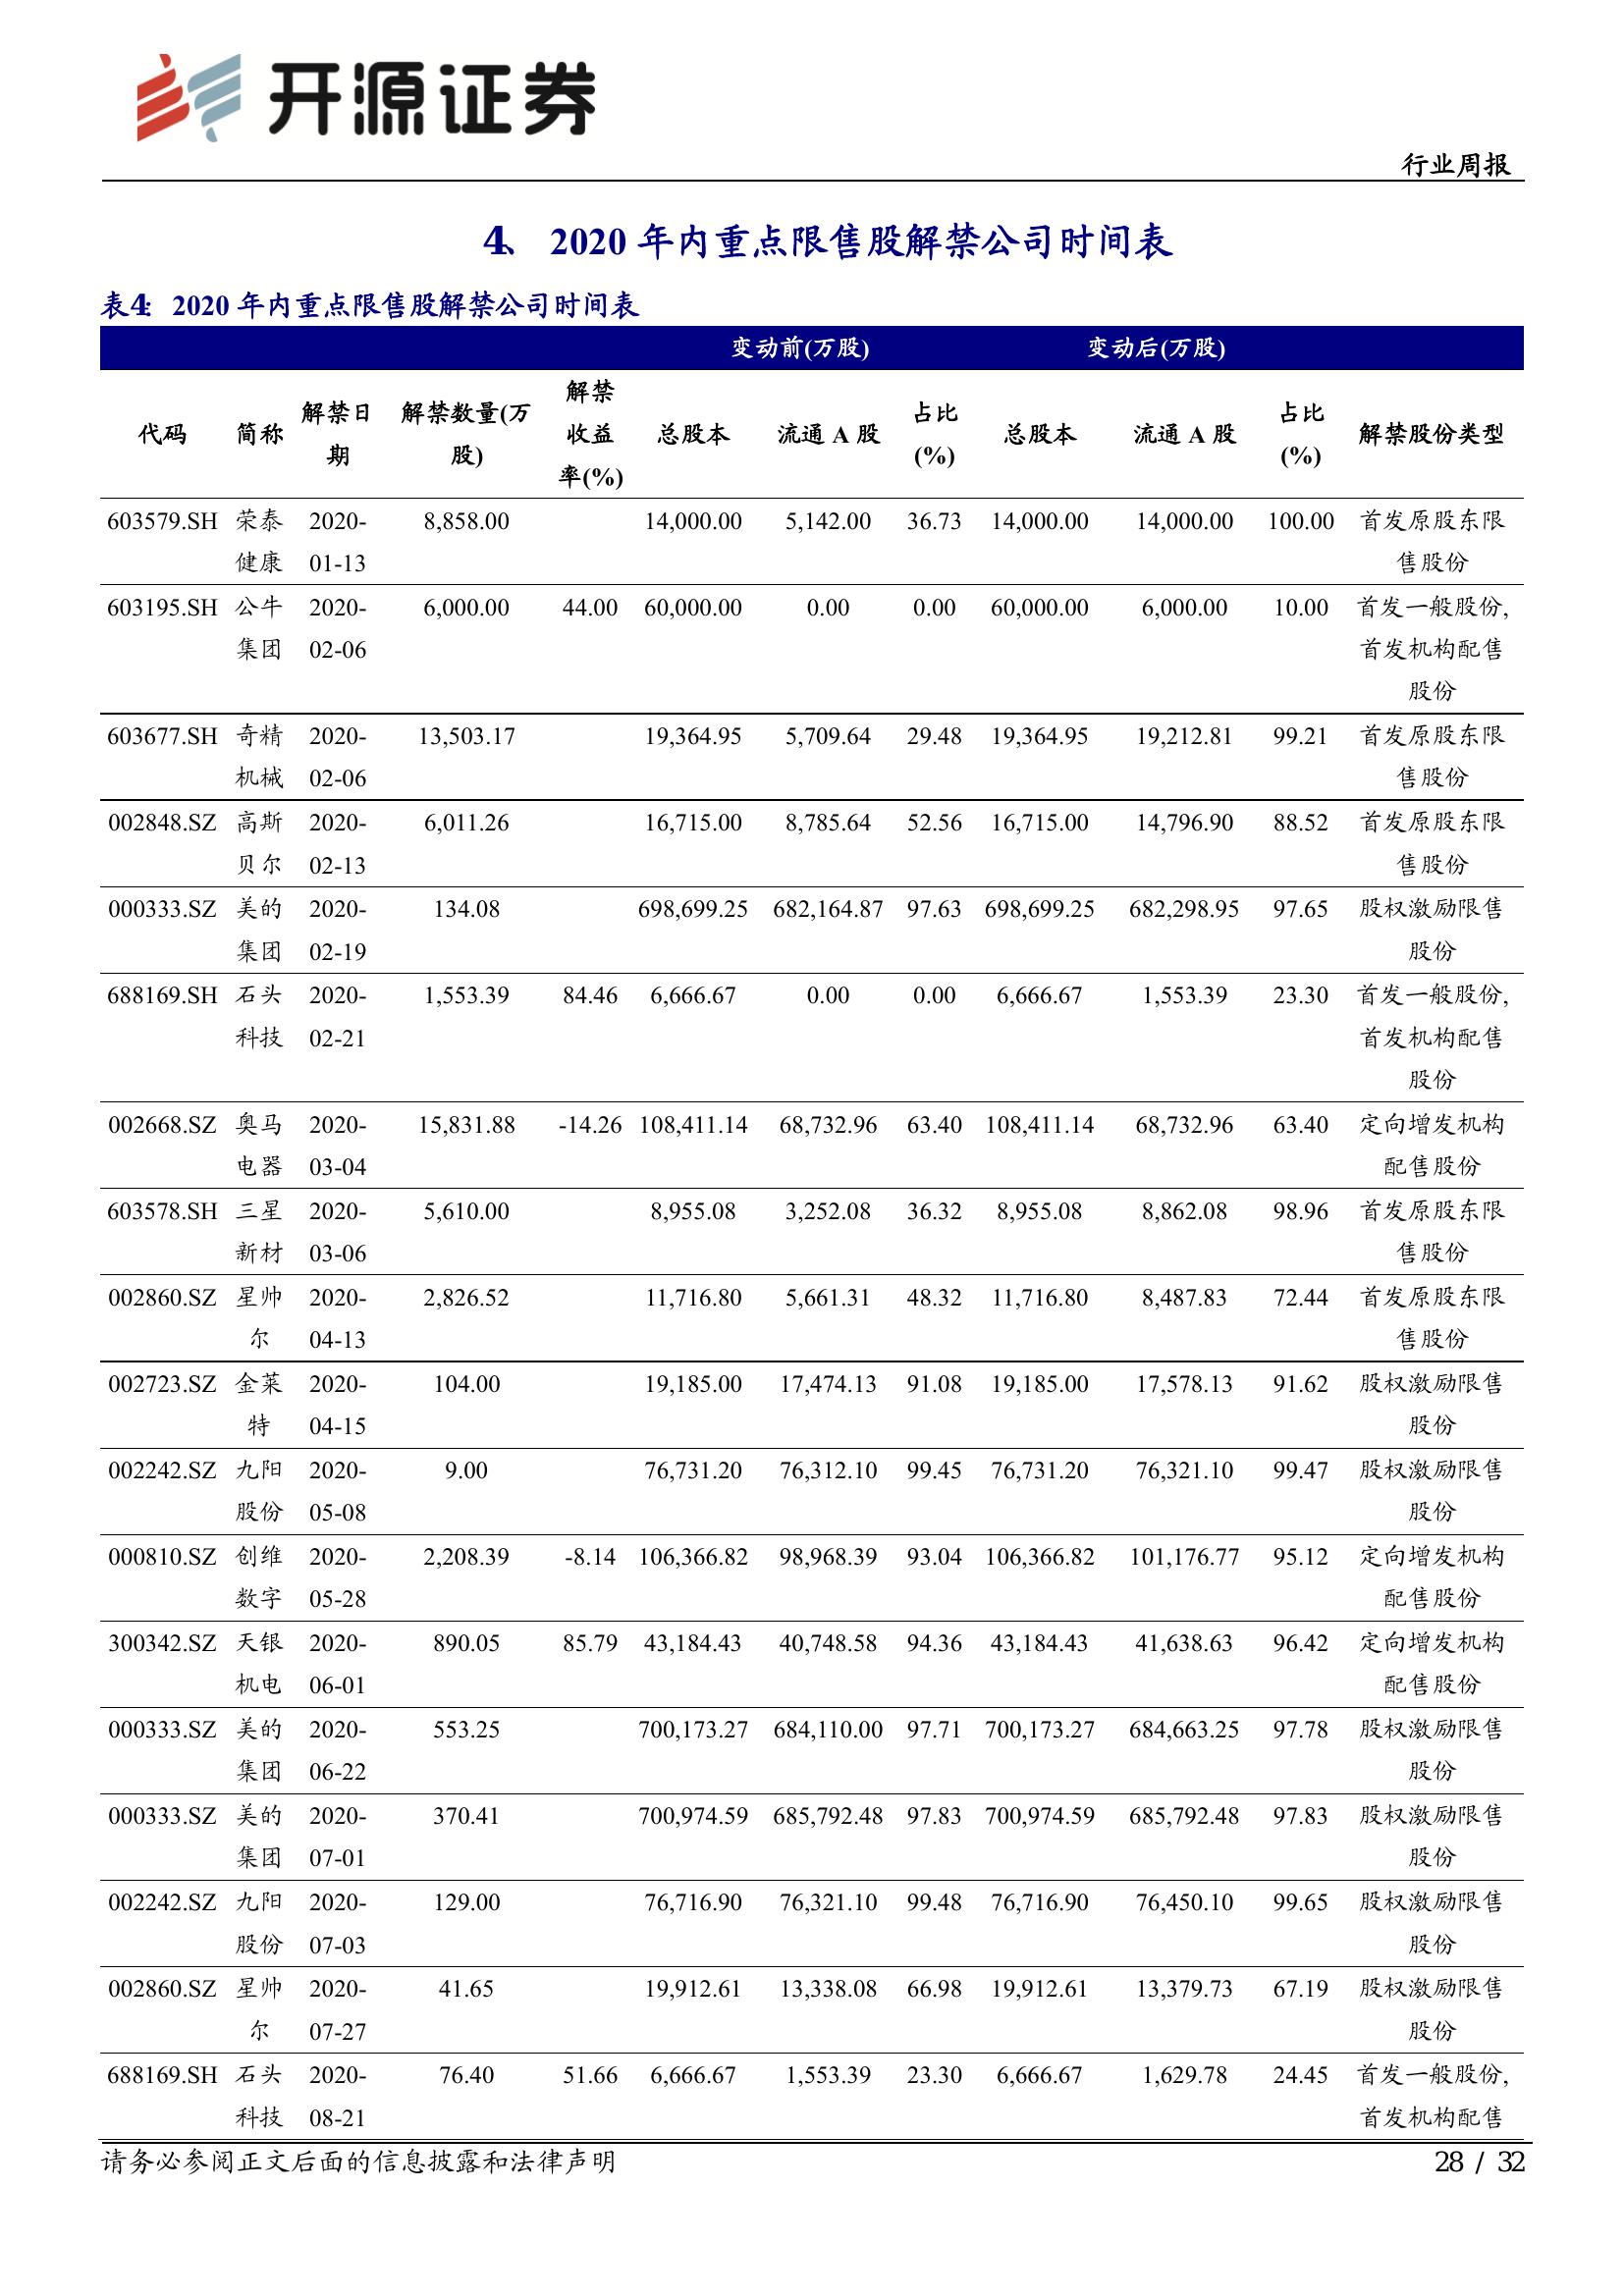 开源证券
行业周报
4、 2020 年内重点限售股解禁公司时间表
表4： 2020 年内重点限售股解禁公司时间表
变动前(万股) 变动后(万股)
代码 简称 解禁日期 解禁数量(万股) 解禁收益率(%) 总股本 流通 A 股 占比(%) 总股本 流通 A 股 占比(%) 解禁股份类型
603579.SH 荣泰 2020- 8,858.00 14,000.00 5,142.00 36.73 14,000.00 14,000.00 100.00 首发原股东限
健康 01-13 售股份
603195.SH 公牛 2020- 6,000.00 44.00 60,000.00 0.00 0.00 60,000.00 6,000.00 10.00 首发一般股份,
集团 02-06 首发机构配售
股份
603677.SH 奇精 2020- 13,503.17 19,364.95 5,709.64 29.48 19,364.95 19,212.81 99.21 首发原股东限
机械 02-06 售股份
002848.SZ 高斯 2020- 6,011.26 16,715.00 8,785.64 52.56 16,715.00 14,796.90 88.52 首发原股东限
贝尔 02-13 售股份
000333.SZ 美的 2020- 134.08 698,699.25 682,164.87 97.63 698,699.25 682,298.95 97.65 股权激励限售
集团 02-19 股份
688169.SH 石头 2020- 1,553.39 84.46 6,666.67 0.00 0.00 6,666.67 1,553.39 23.30 首发一般股份,
科技 02-21 首发机构配售
股份
002668.SZ 奥马 2020- 15,831.88 -14.26 108,411.14 68,732.96 63.40 108,411.14 68,732.96 63.40 定向增发机构
电器 03-04 配售股份
603578.SH 三星 2020- 5,610.00 8,955.08 3,252.08 36.32 8,955.08 8,862.08 98.96 首发原股东限
新材 03-06 售股份
002860.SZ 星帅 2020- 2,826.52 11,716.80 5,661.31 48.32 11,716.80 8,487.83 72.44 首发原股东限
尔 04-13 售股份
002723.SZ 金莱 2020- 104.00 19,185.00 17,474.13 91.08 19,185.00 17,578.13 91.62 股权激励限售
特 04-15 股份
002242.SZ 九阳 2020- 9.00 76,731.20 76,312.10 99.45 76,731.20 76,321.10 99.47 股权激励限售
股份 05-08 股份
000810.SZ 创维 2020- 2,208.39 -8.14 106,366.82 98,968.39 93.04 106,366.82 101,176.77 95.12 定向增发机构
数字 05-28 配售股份
300342.SZ 天银 2020- 890.05 85.79 43,184.43 40,748.58 94.36 43,184.43 41,638.63 96.42 定向增发机构
机电 06-01 配售股份
000333.SZ 美的 2020- 553.25 700,173.27 684,110.00 97.71 700,173.27 684,663.25 97.78 股权激励限售
集团 06-22 股份
000333.SZ 美的 2020- 370.41 700,974.59 685,792.48 97.83 700,974.59 685,792.48 97.83 股权激励限售
集团 07-01 股份
002242.SZ 九阳 2020- 129.00 76,716.90 76,321.10 99.48 76,716.90 76,450.10 99.65 股权激励限售
股份 07-03 股份
002860.SZ 星帅 2020- 41.65 19,912.61 13,338.08 66.98 19,912.61 13,379.73 67.19 股权激励限售
尔 07-27 股份
688169.SH 石头 2020- 76.40 51.66 6,666.67 1,553.39 23.30 6,666.67 1,629.78 24.45 首发一般股份,
科技 08-21 首发机构配售
请务必参阅正文后面的信息披露和法律声明 28 / 32